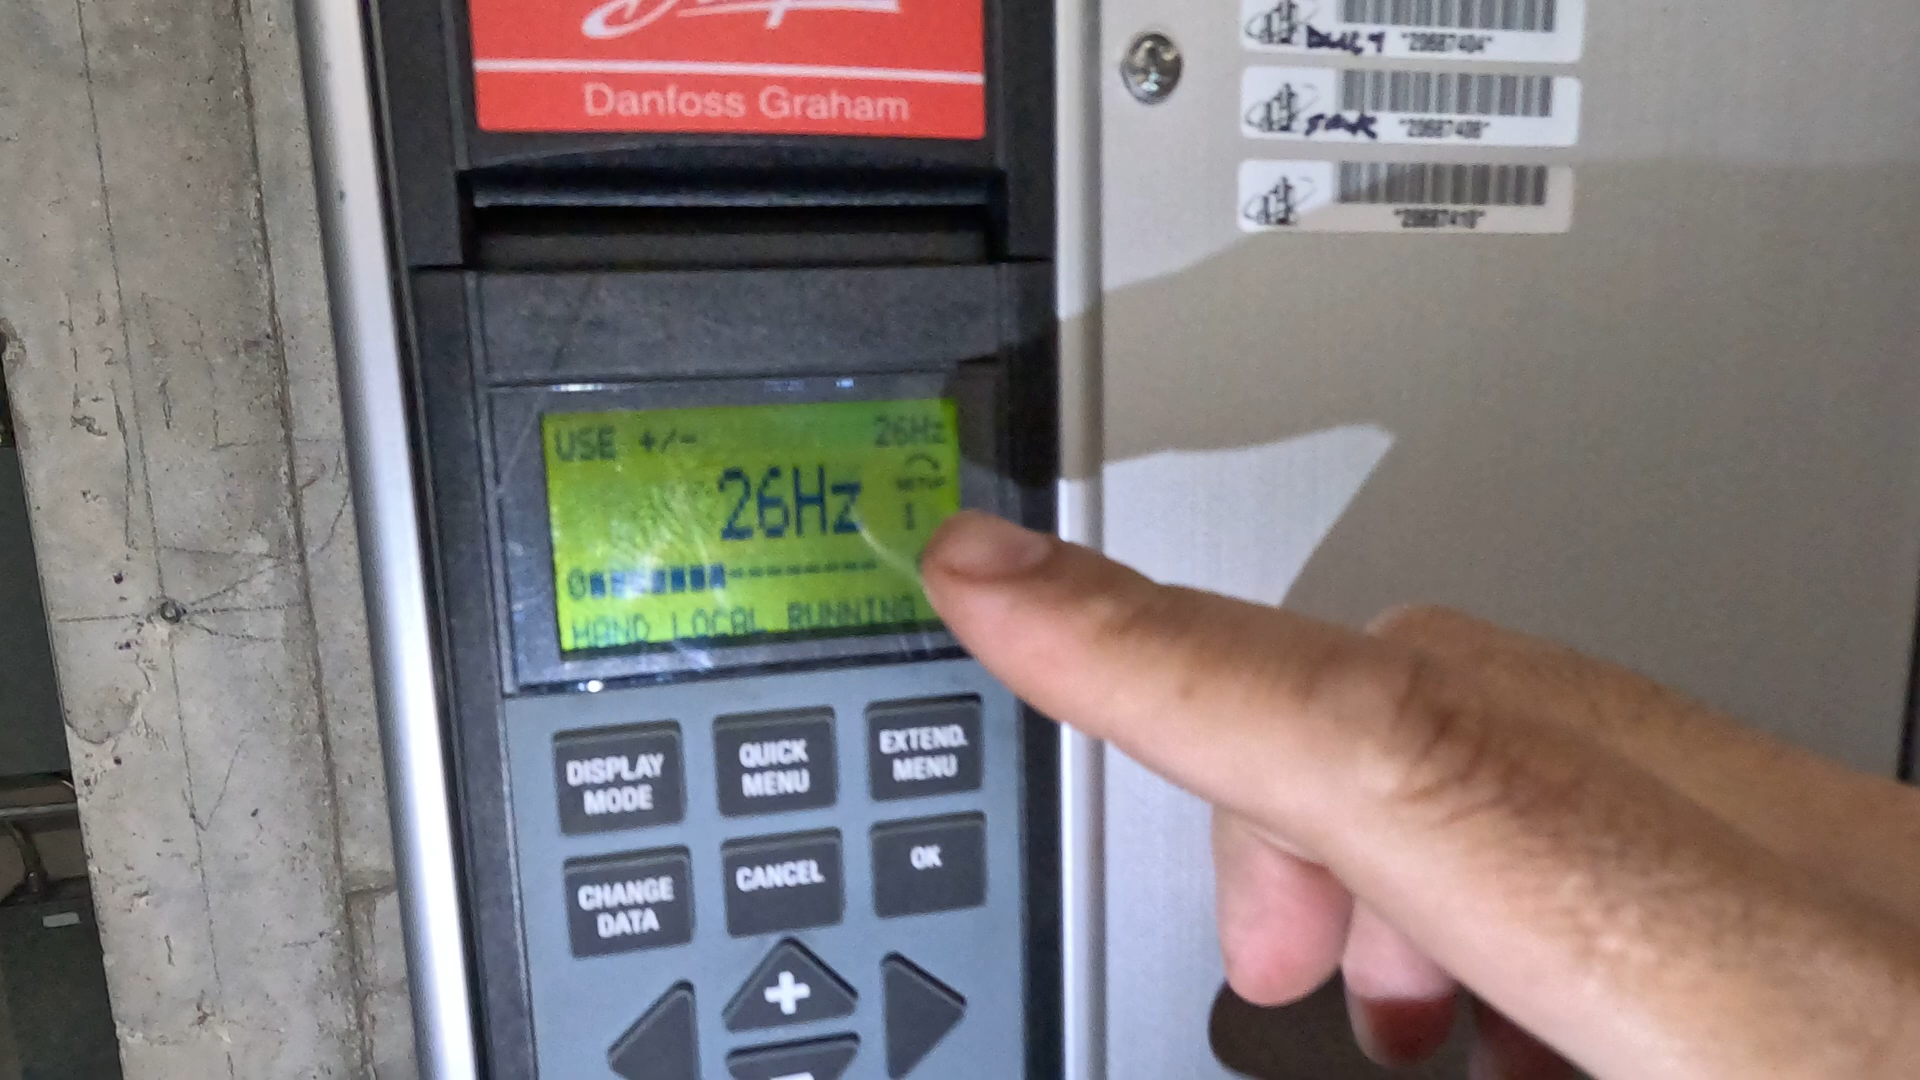 Danfoss Graham
USE +/- 26Hz
26Hz SETUP
1
0
HAND LOCAL RUNNING
DISPLAY MODE
QUICK MENU
EXTEND. MENU
CHANGE DATA
CANCEL
OK
+